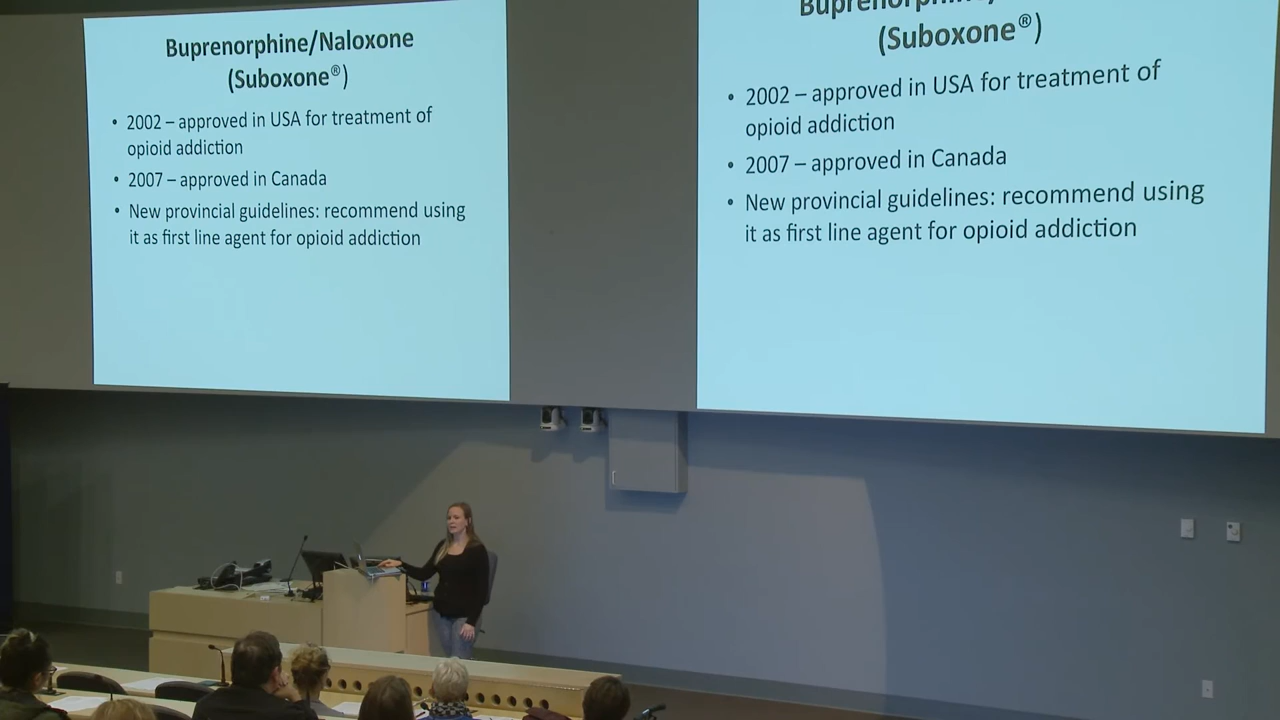 Buprenorphine/Naloxone
(Suboxone®)
• 2002 – approved in USA for treatment of
opioid addiction
• 2007 – approved in Canada
• New provincial guidelines: recommend using
it as first line agent for opioid addiction
(Suboxone®)
• 2002 – approved in USA for treatment of
opioid addiction
• 2007 – approved in Canada
• New provincial guidelines: recommend using
it as first line agent for opioid addiction